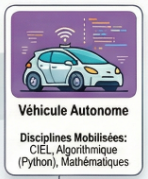 Véhicule Autonome
Disciplines Mobilisées:
CIEL, Algorithmique
(Python), Mathématiques